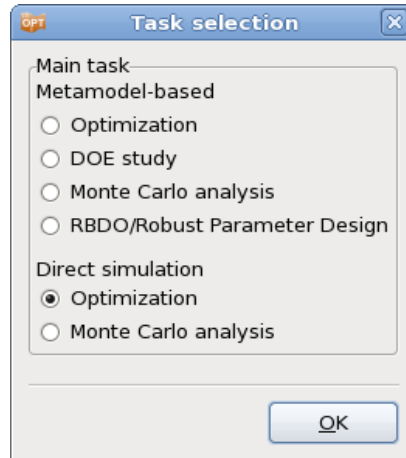 OPT Task selection
Main task
Metamodel-based
Optimization
DOE study
Monte Carlo analysis
RBDO/Robust Parameter Design
Direct simulation
Optimization
Monte Carlo analysis
OK